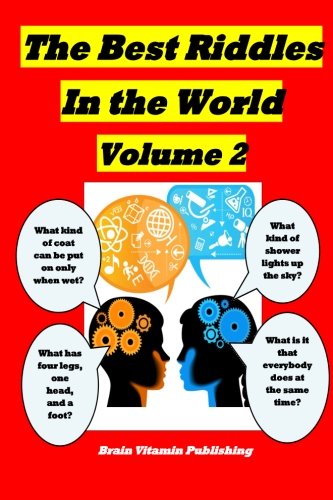 The Best Riddles
In the World
Volume 2
What kind
of coat
can be put
on only
when wet?
What
kind of
shower
lights up
the sky?
What has
four legs,
one
head,
and a
foot?
What is it
that
everybody
does at
the same
time?
Brain Vitamin Publishing